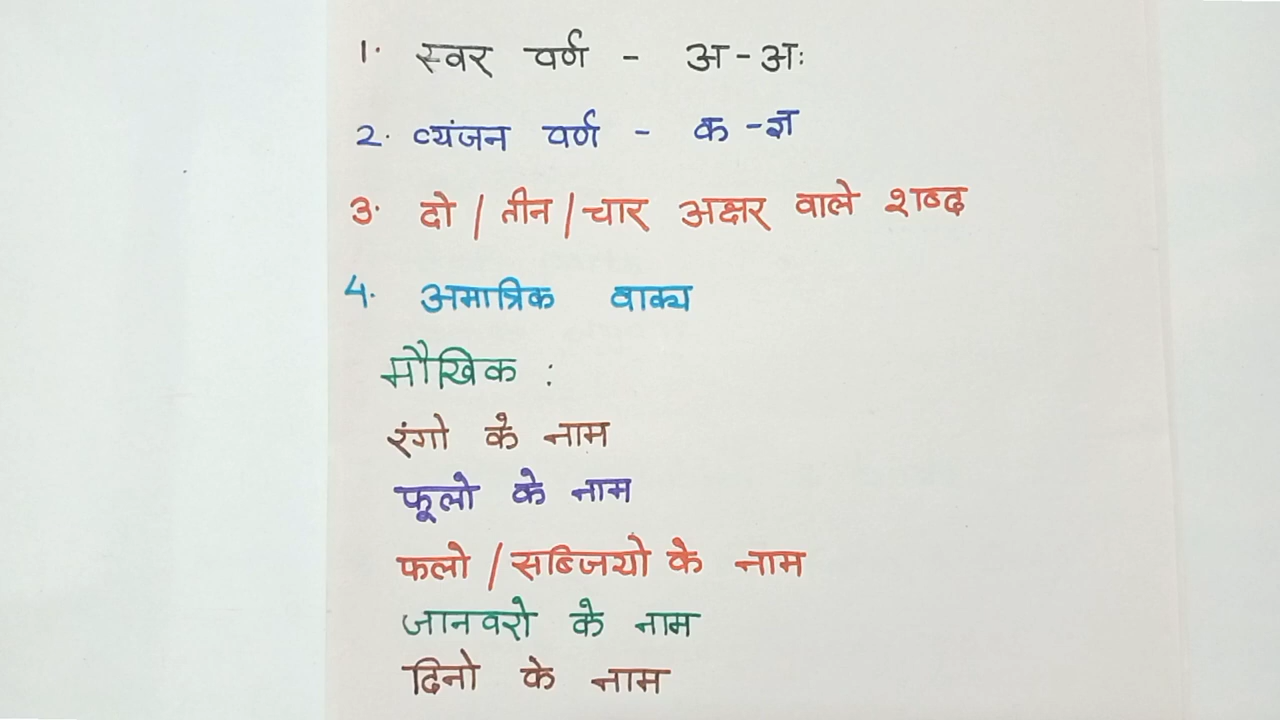 1. स्वर वर्ण - अ - अः
2. व्यंजन वर्ण - क - ज्ञ
3. दो / तीन / चार अक्षर वाले शब्द
4. अमात्रिक वाक्य
मौखिक :
रंगो के नाम
फूलो के नाम
फलो / सब्जियो के नाम
जानवरो के नाम
दिनो के नाम